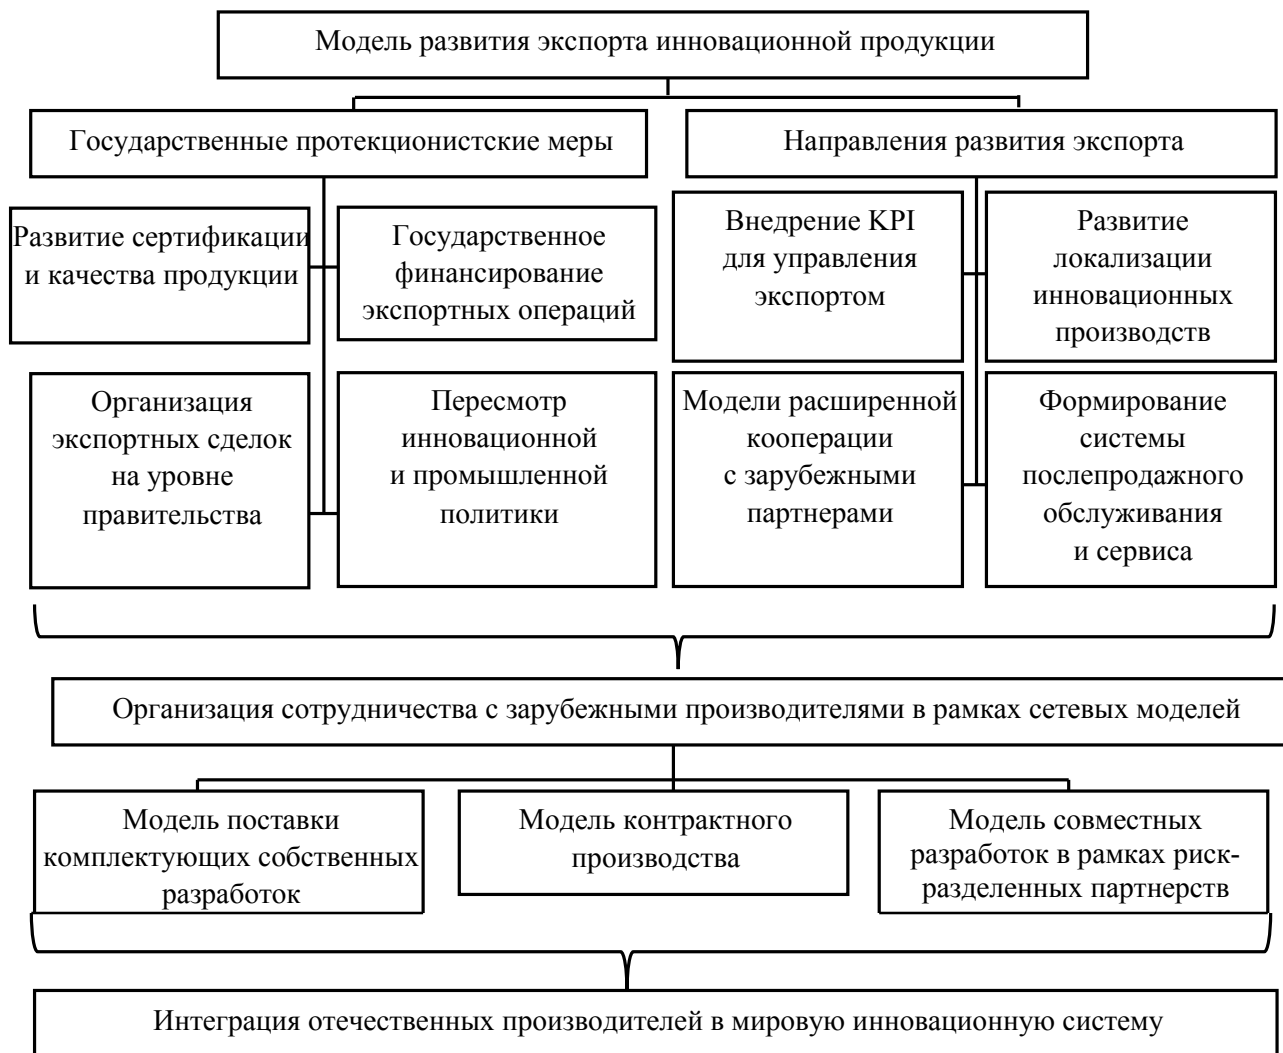 Модель развития экспорта инновационной продукции
Государственные протекционистские меры
Направления развития экспорта
Развитие сертификации
и качества продукции
Государственное
финансирование
экспортных операций
Внедрение KPI
для управления
экспортом
Развитие
локализации
инновационных
производств
Организация
экспортных сделок
на уровне
правительства
Пересмотр
инновационной
и промышленной
политики
Модели расширенной
кооперации
с зарубежными
партнерами
Формирование
системы
послепродажного
обслуживания
и сервиса
Организация сотрудничества с зарубежными производителями в рамках сетевых моделей
Модель поставки
комплектующих собственных
разработок
Модель контрактного
производства
Модель совместных
разработок в рамках риск-
разделенных партнерств
Интеграция отечественных производителей в мировую инновационную систему